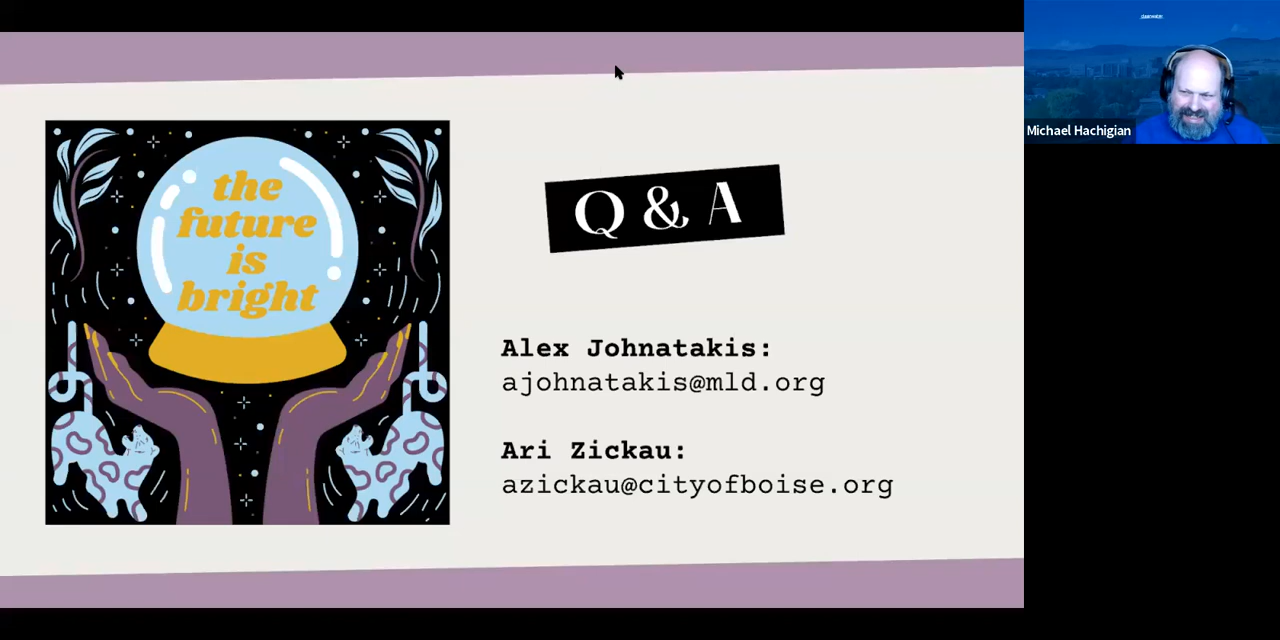 the
future
is
bright
Q & A
Alex Johnatakis:
ajohnatakis@mld.org
Ari Zickau:
azickau@cityofboise.org
Michael Hachigian